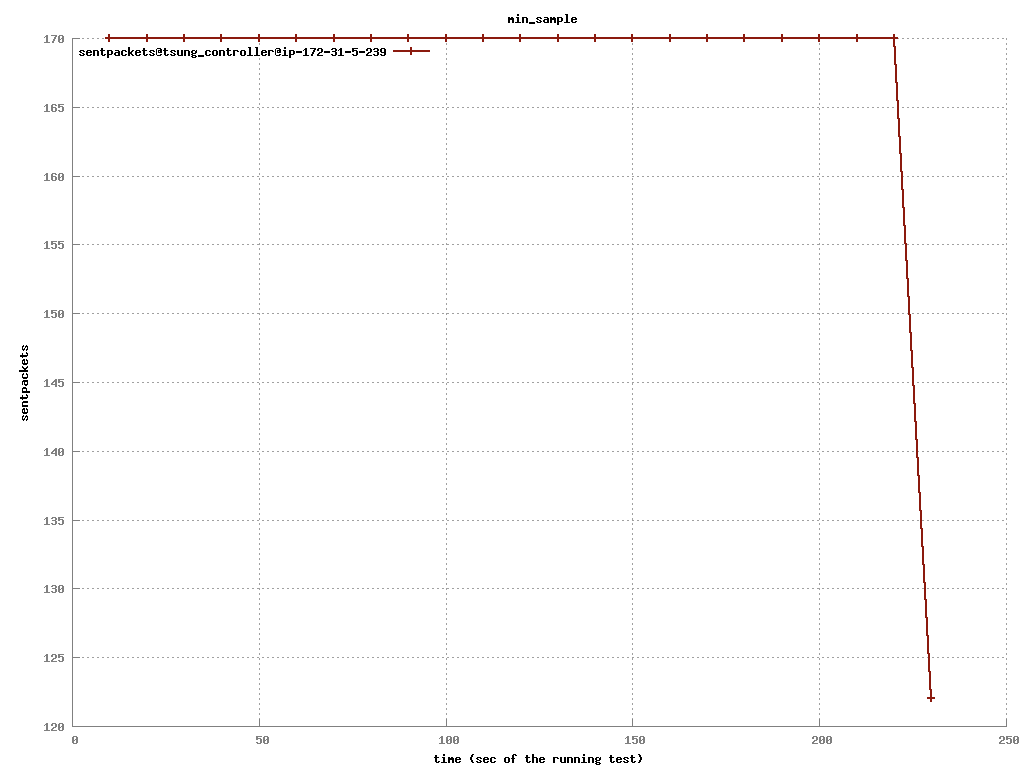 min_sample
170
sentpackets@tsung_controller@ip-172-31-5-239
165
160
155
150
145
140
135
130
125
120
sentpackets
0 50 100 150 200 250
time (sec of the running test)